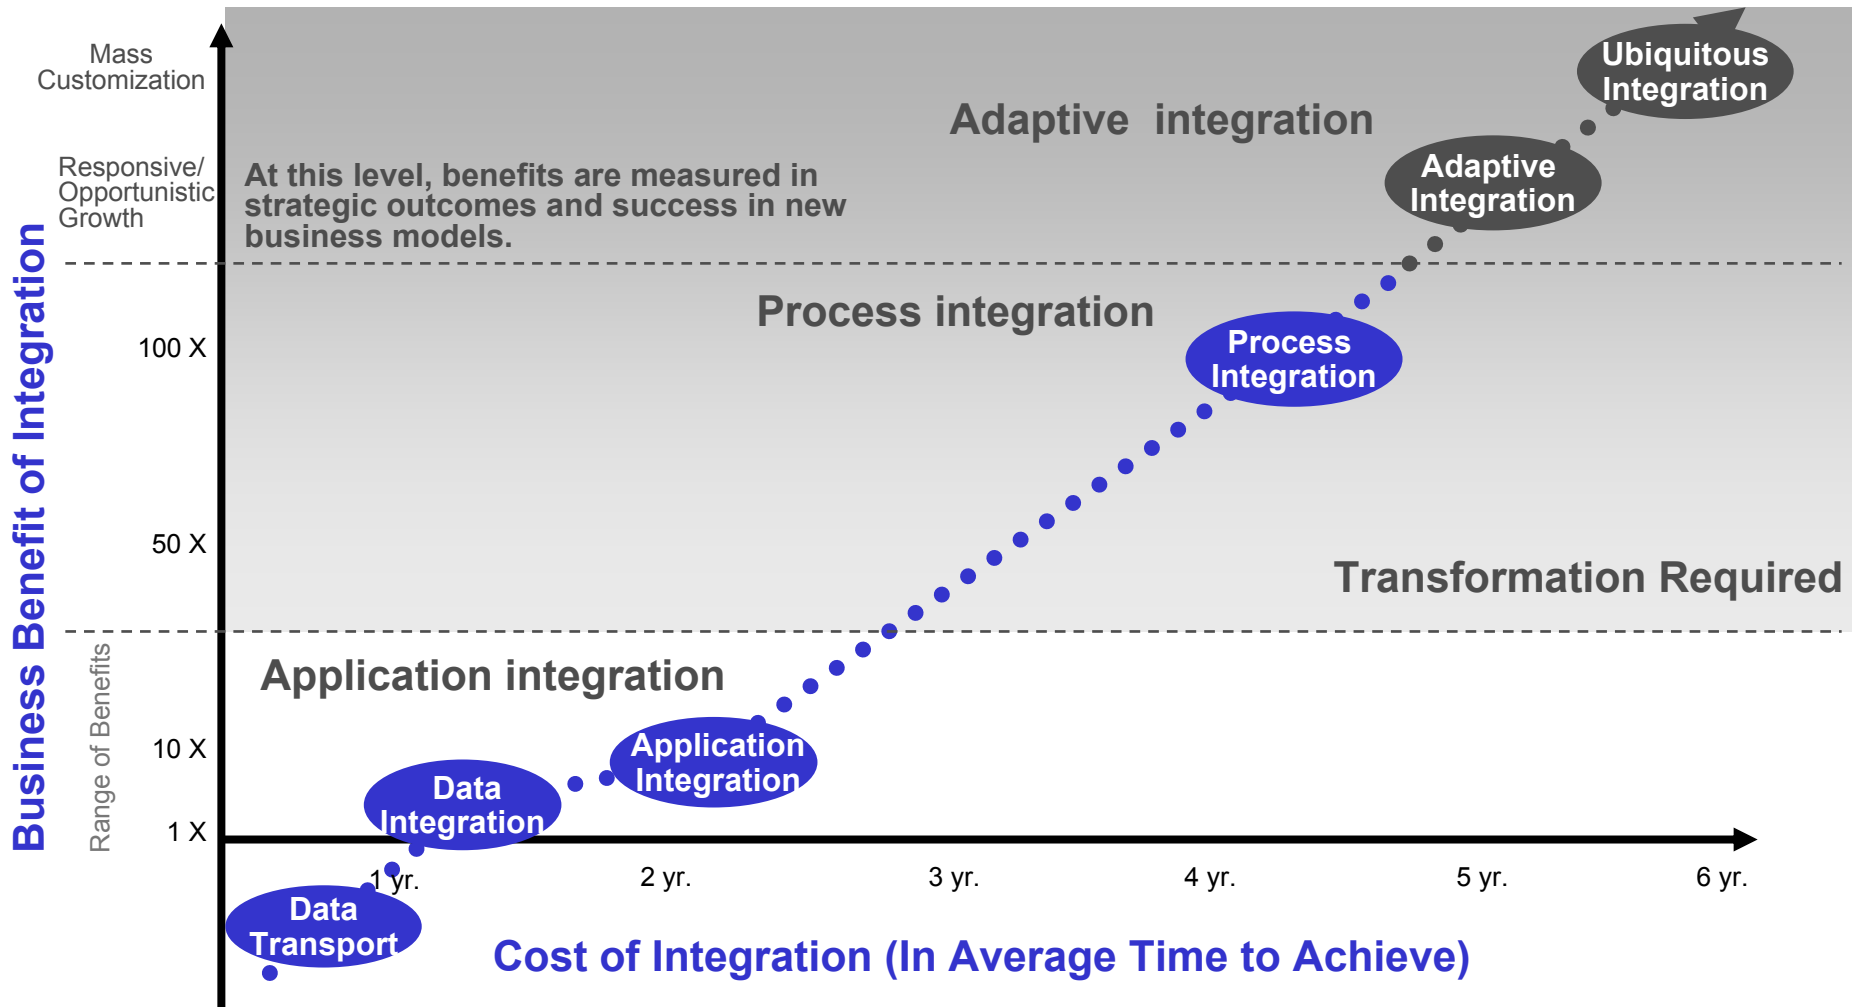 Mass
Customization
Ubiquitous
Integration
Adaptive  integration
Responsive/
Opportunistic
Growth
At this level, benefits are measured in
strategic outcomes and success in new
business models.
Adaptive
Integration
Process integration
100 X
Process
Integration
Business Benefit of Integration
50 X
Transformation Required
Range of Benefits
Application integration
10 X
Application
Integration
Data
Integration
1 X
1 yr.
2 yr.
3 yr.
4 yr.
5 yr.
6 yr.
Data
Transport
Cost of Integration (In Average Time to Achieve)